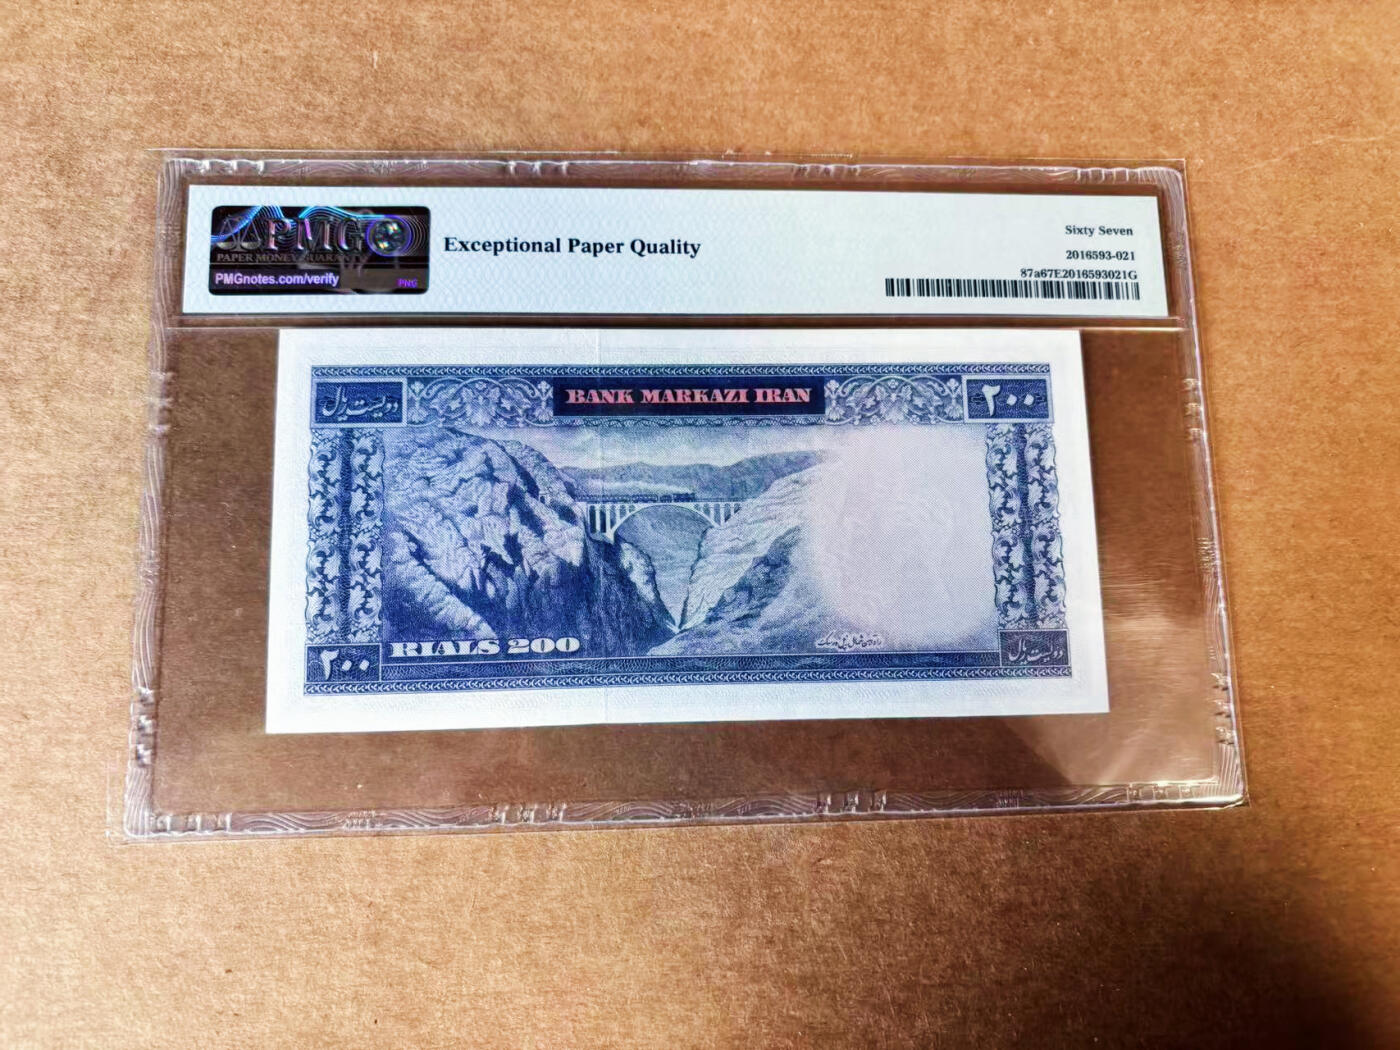 PMG
PAPER MONEY GUARANTY
PMGnotes.com/verify
PNG
Exceptional Paper Quality
Sixty Seven
2016593-021
87a67E2016593021G
دویست ریال
BANK MARKAZI IRAN
۲۰۰
RIALS 200
۲۰۰
دویست ریال